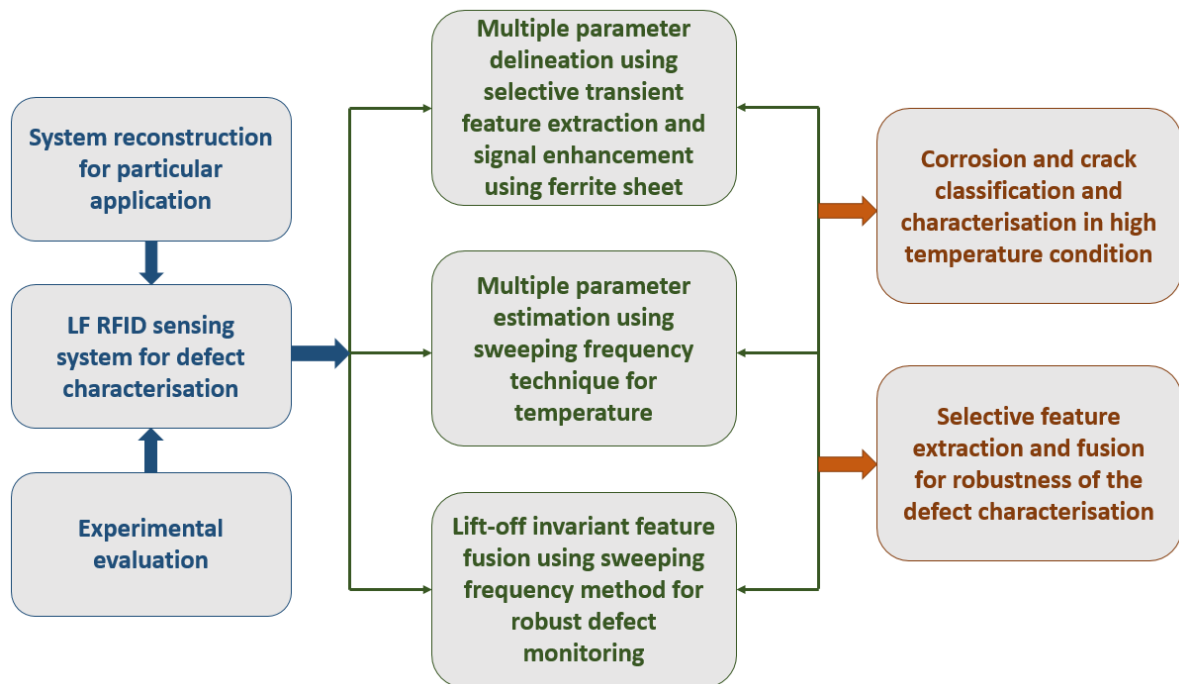 System reconstruction
for particular
application
LF RFID sensing
system for defect
characterisation
Experimental
evaluation
Multiple parameter
delineation using
selective transient
feature extraction and
signal enhancement
using ferrite sheet
Multiple parameter
estimation using
sweeping frequency
technique for
temperature
Lift-off invariant feature
fusion using sweeping
frequency method for
robust defect
monitoring
Corrosion and crack
classification and
characterisation in high
temperature condition
Selective feature
extraction and fusion
for robustness of the
defect characterisation